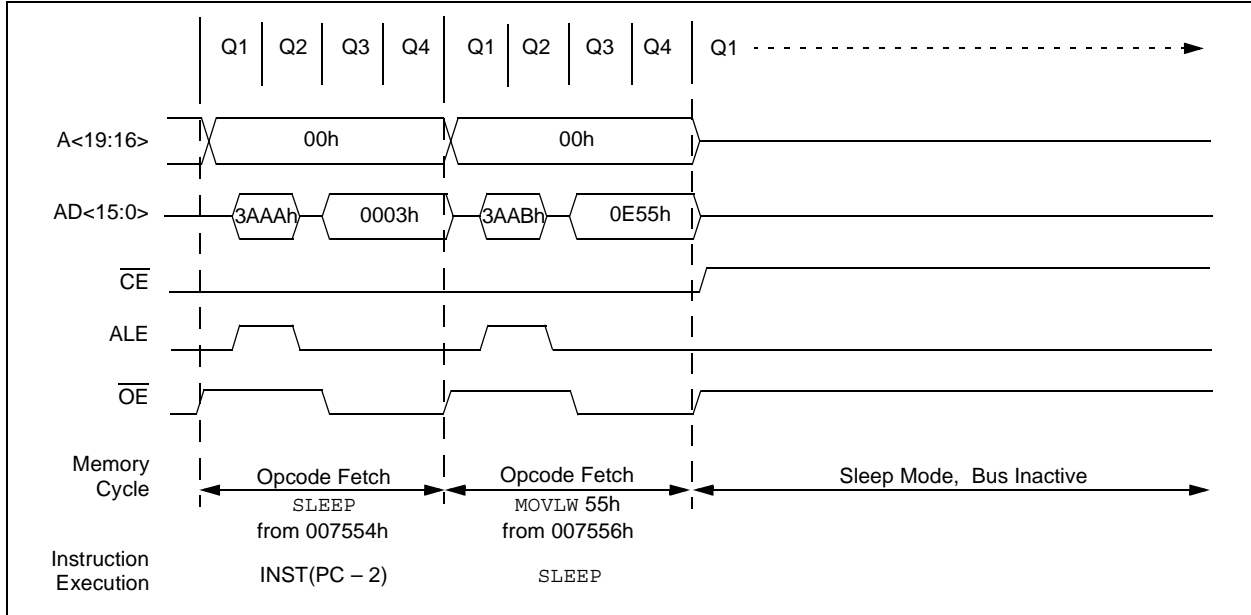 Q1 Q2 Q3 Q4 Q1 Q2 Q3 Q4 Q1
A<19:16> 00h 00h
AD<15:0> 3AAAh 0003h 3AABh 0E55h
CE
ALE
OE
Memory
Cycle
Opcode Fetch
SLEEP
from 007554h
Opcode Fetch
MOVLW 55h
from 007556h
Sleep Mode, Bus Inactive
Instruction
Execution
INST(PC – 2)
SLEEP